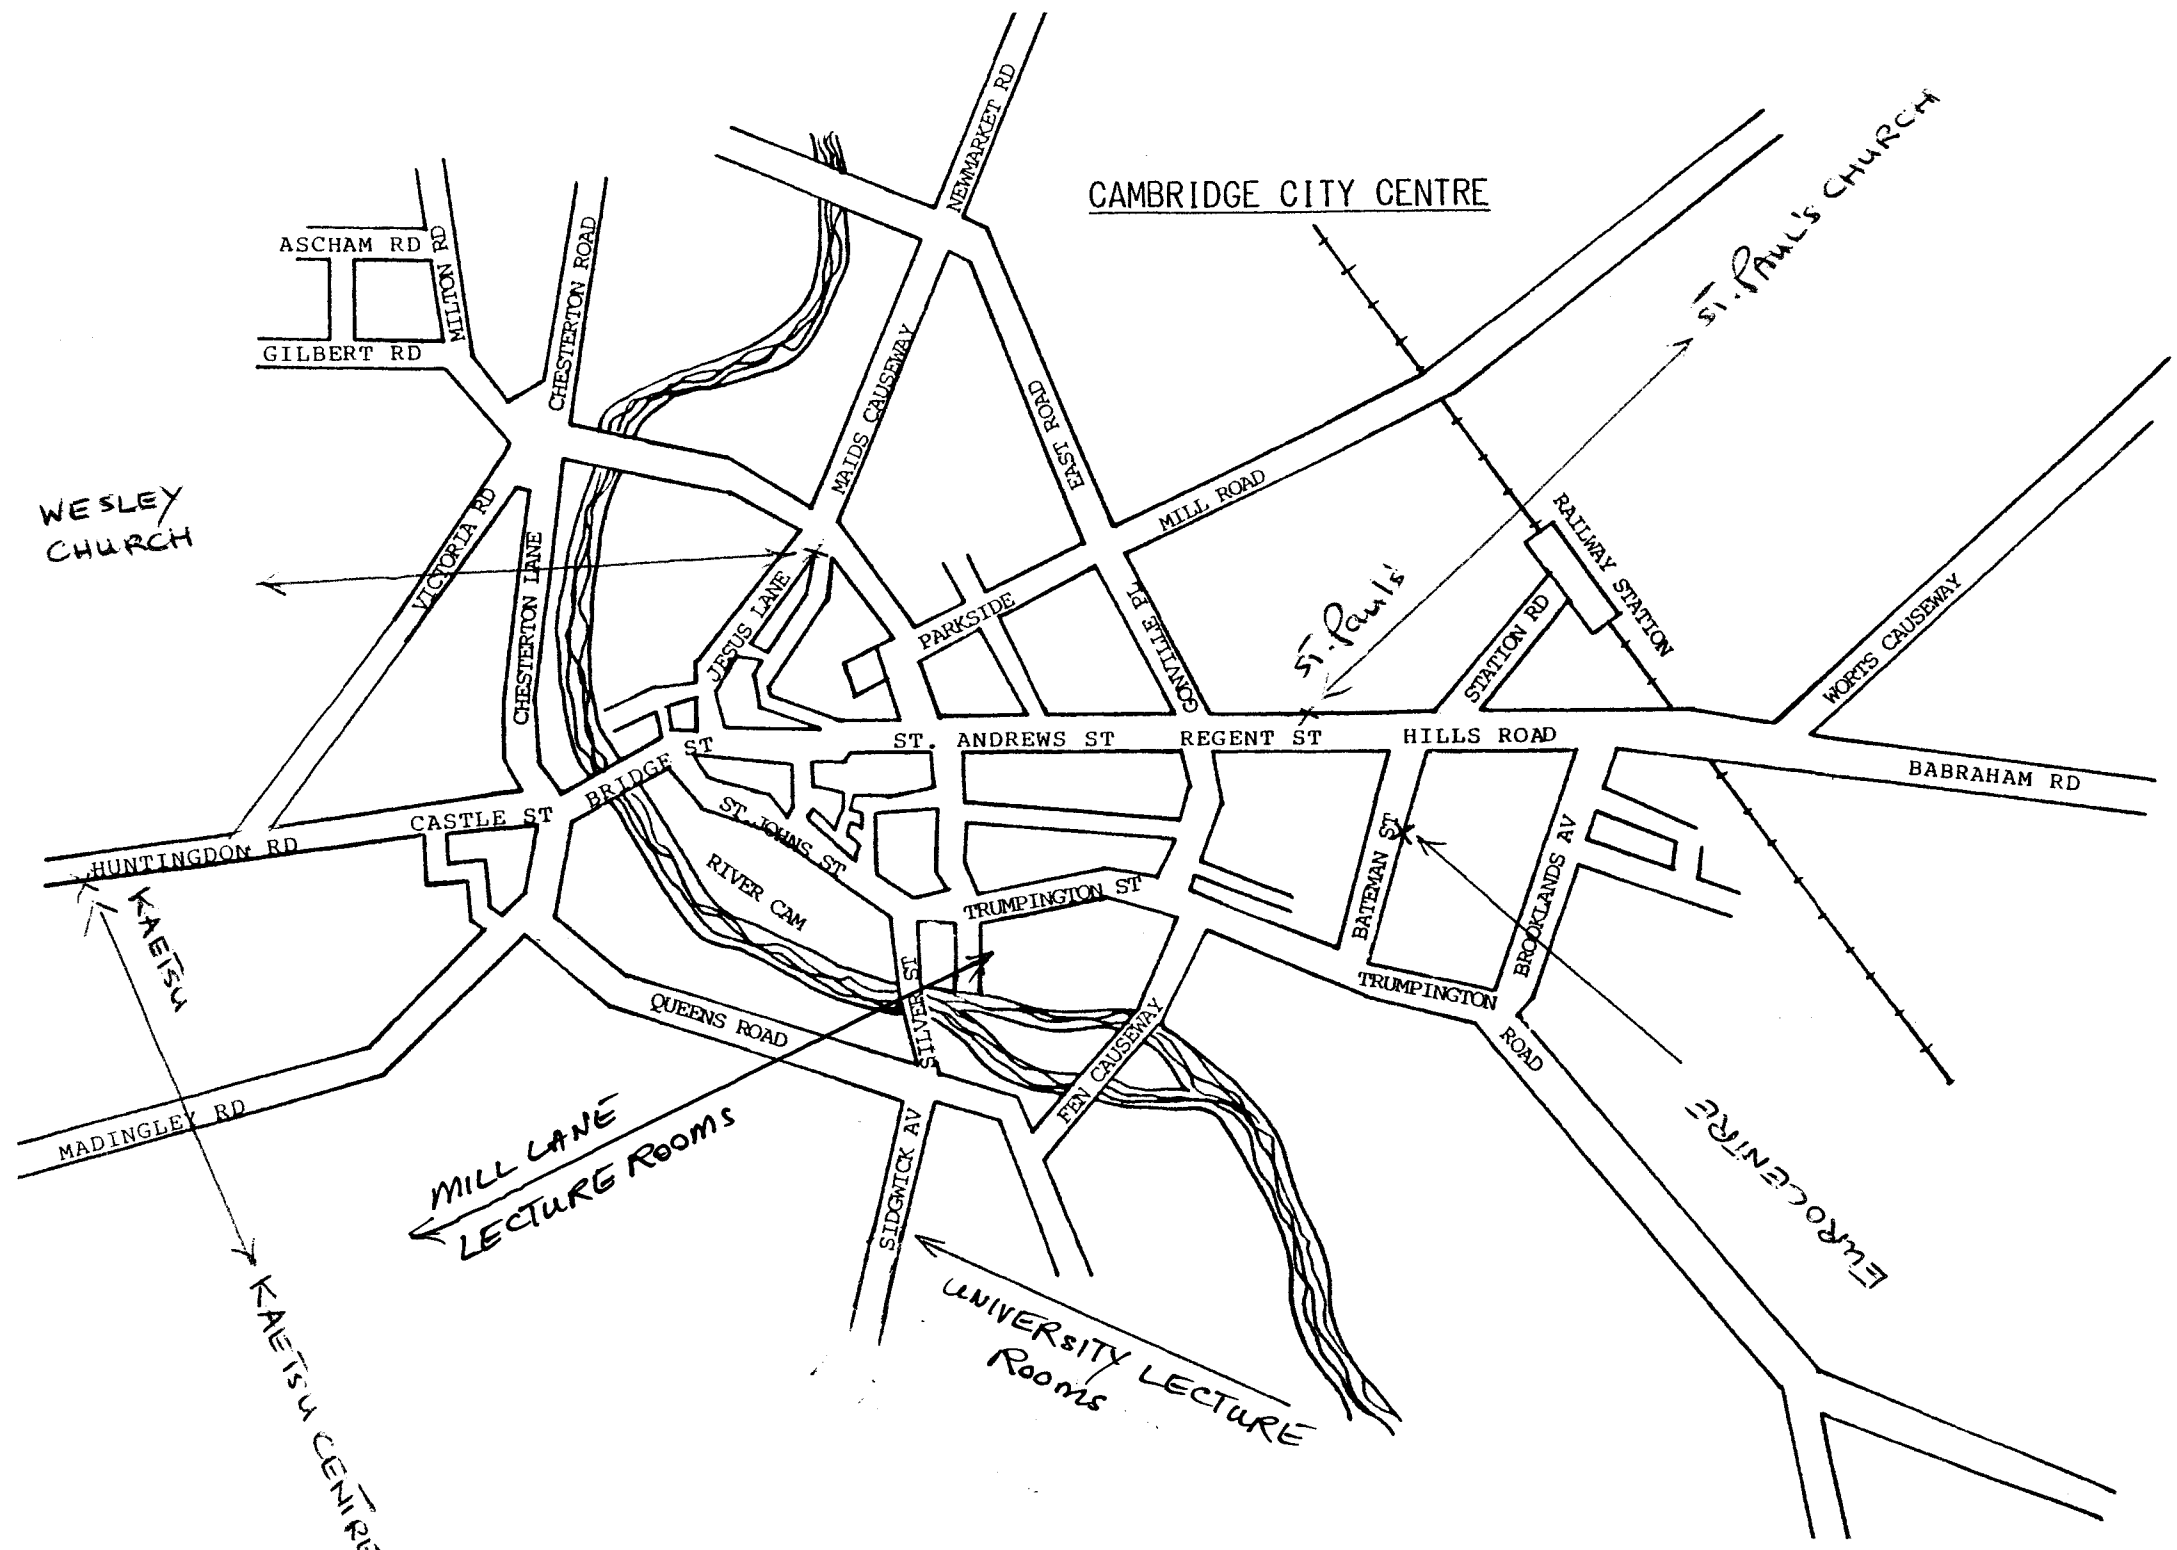 CAMBRIDGE CITY CENTRE
NEWMARKET RD
ST. PAUL'S CHURCH
ASCHAM RD
MILTON RD
CHESTERTON ROAD
GILBERT RD
MAIDS CAUSEWAY
EAST ROAD
MILL ROAD
RAILWAY STATION
WESLEY
CHURCH
VICTORIA RD
CHESTERTON LANE
JESUS LANE
PARKSIDE
GONVILLE PL
ST. Paul's
STATION RD
WORTS CAUSEWAY
ST. ANDREWS ST
REGENT ST
HILLS ROAD
BABRAHAM RD
BRIDGE ST
CASTLE ST
HUNTINGDON RD
ST. JOHNS ST
RIVER CAM
TRUMPINGTON ST
BATEMAN ST
BROOKLANDS AV
KAETSU
SILVER ST
QUEENS ROAD
FEN CAUSEWAY
TRUMPINGTON
ROAD
MADINGLEY RD
MILL LANE
LECTURE ROOMS
SIDGWICK AV
EUROCENTRE
UNIVERSITY LECTURE
ROOMS
KAETSU CENTRE